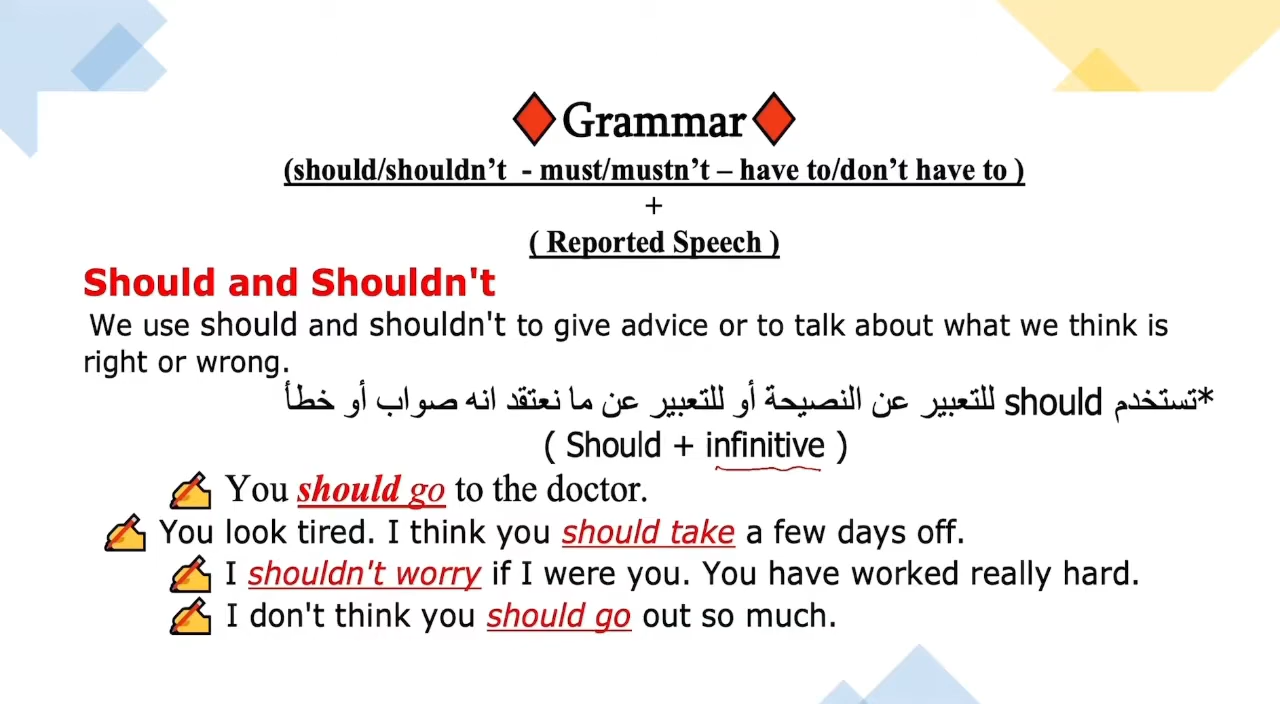 Grammar
(should/shouldn't - must/mustn't – have to/don't have to )
+
( Reported Speech )
Should and Shouldn't
We use should and shouldn't to give advice or to talk about what we think is
right or wrong.
*تستخدم should للتعبير عن النصيحة أو للتعبير عن ما نعتقد انه صواب أو خطأ
( Should + infinitive )
You should go to the doctor.
You look tired. I think you should take a few days off.
I shouldn't worry if I were you. You have worked really hard.
I don't think you should go out so much.